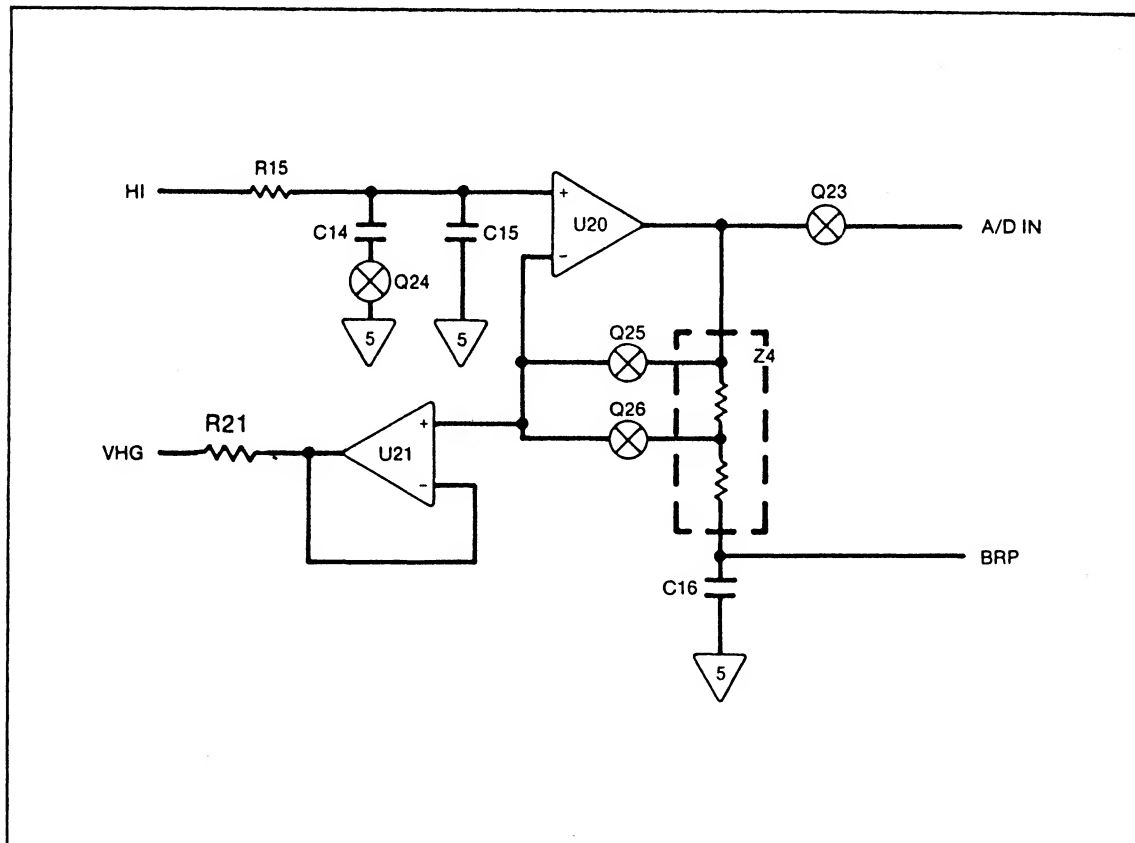 R15
Q23
HI
+
U20
A/D IN
C14
C15
-
Q24
5
5
Q25
Z4
Q26
R21
+
VHG
U21
-
BRP
C16
5